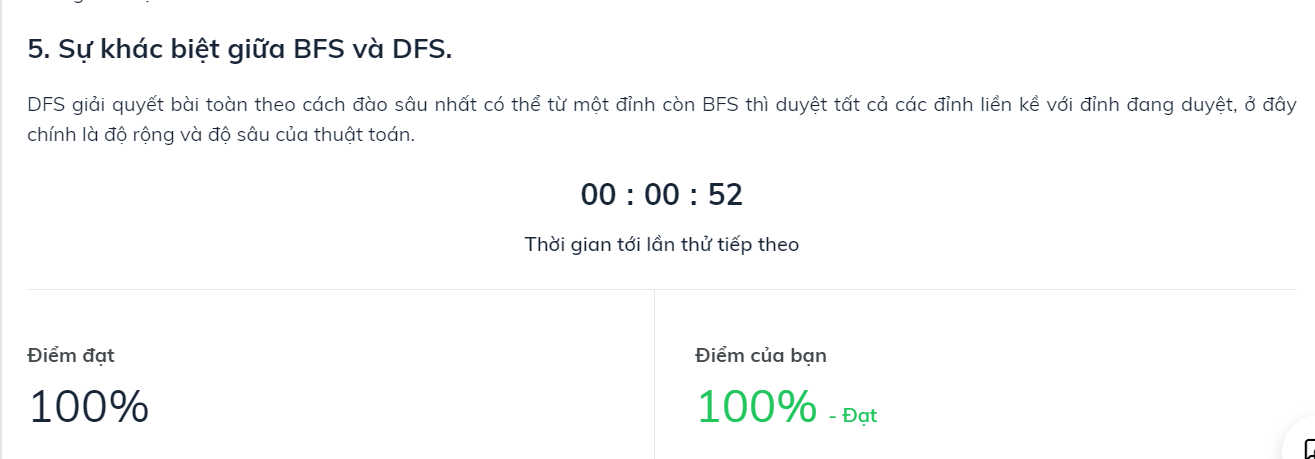 5. Sự khác biệt giữa BFS và DFS.
DFS giải quyết bài toàn theo cách đào sâu nhất có thể từ một đỉnh còn BFS thì duyệt tất cả các đỉnh liền kề với đỉnh đang duyệt, ở đây
chính là độ rộng và độ sâu của thuật toán.
00 : 00 : 52
Thời gian tới lần thử tiếp theo
Điểm đạt
Điểm của bạn
100%
100% - Đạt